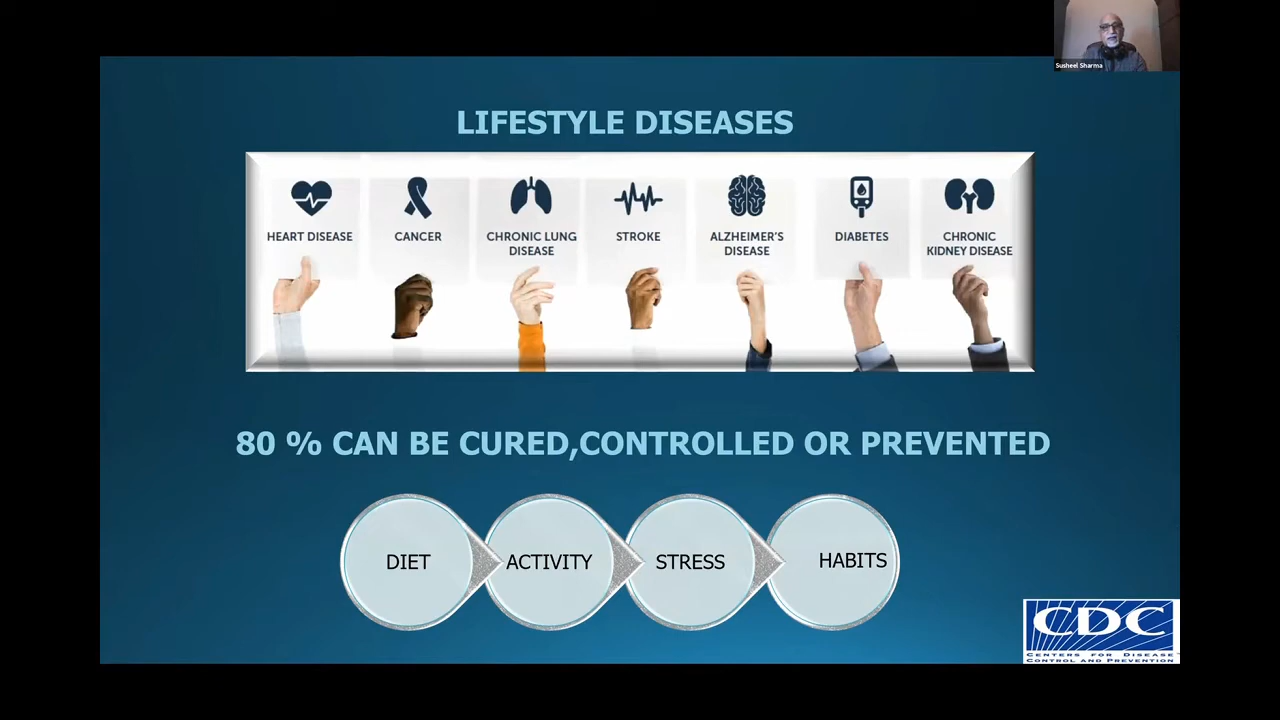 Susheel Sharma
LIFESTYLE DISEASES
HEART DISEASE
CANCER
CHRONIC LUNG
DISEASE
STROKE
ALZHEIMER'S
DISEASE
DIABETES
CHRONIC
KIDNEY DISEASE
80 % CAN BE CURED,CONTROLLED OR PREVENTED
DIET
ACTIVITY
STRESS
HABITS
CDC
CENTERS FOR DISEASE
CONTROL AND PREVENTION